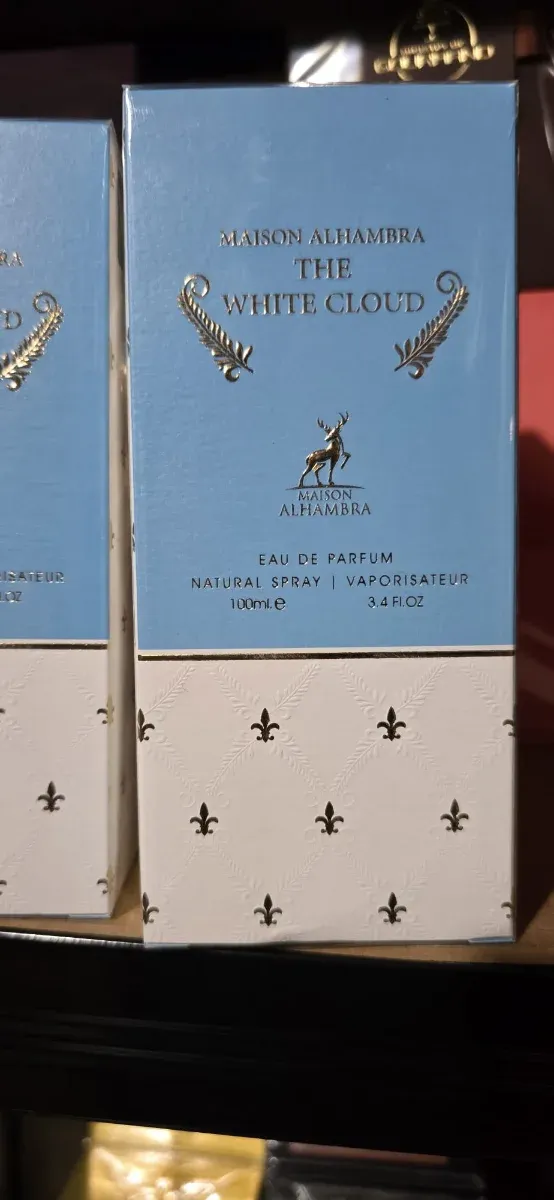 MAISON ALHAMBRA
THE
WHITE CLOUD
MAISON
ALHAMBRA
EAU DE PARFUM
NATURAL SPRAY | VAPORISATEUR
100ml.e 3.4 Fl.OZ